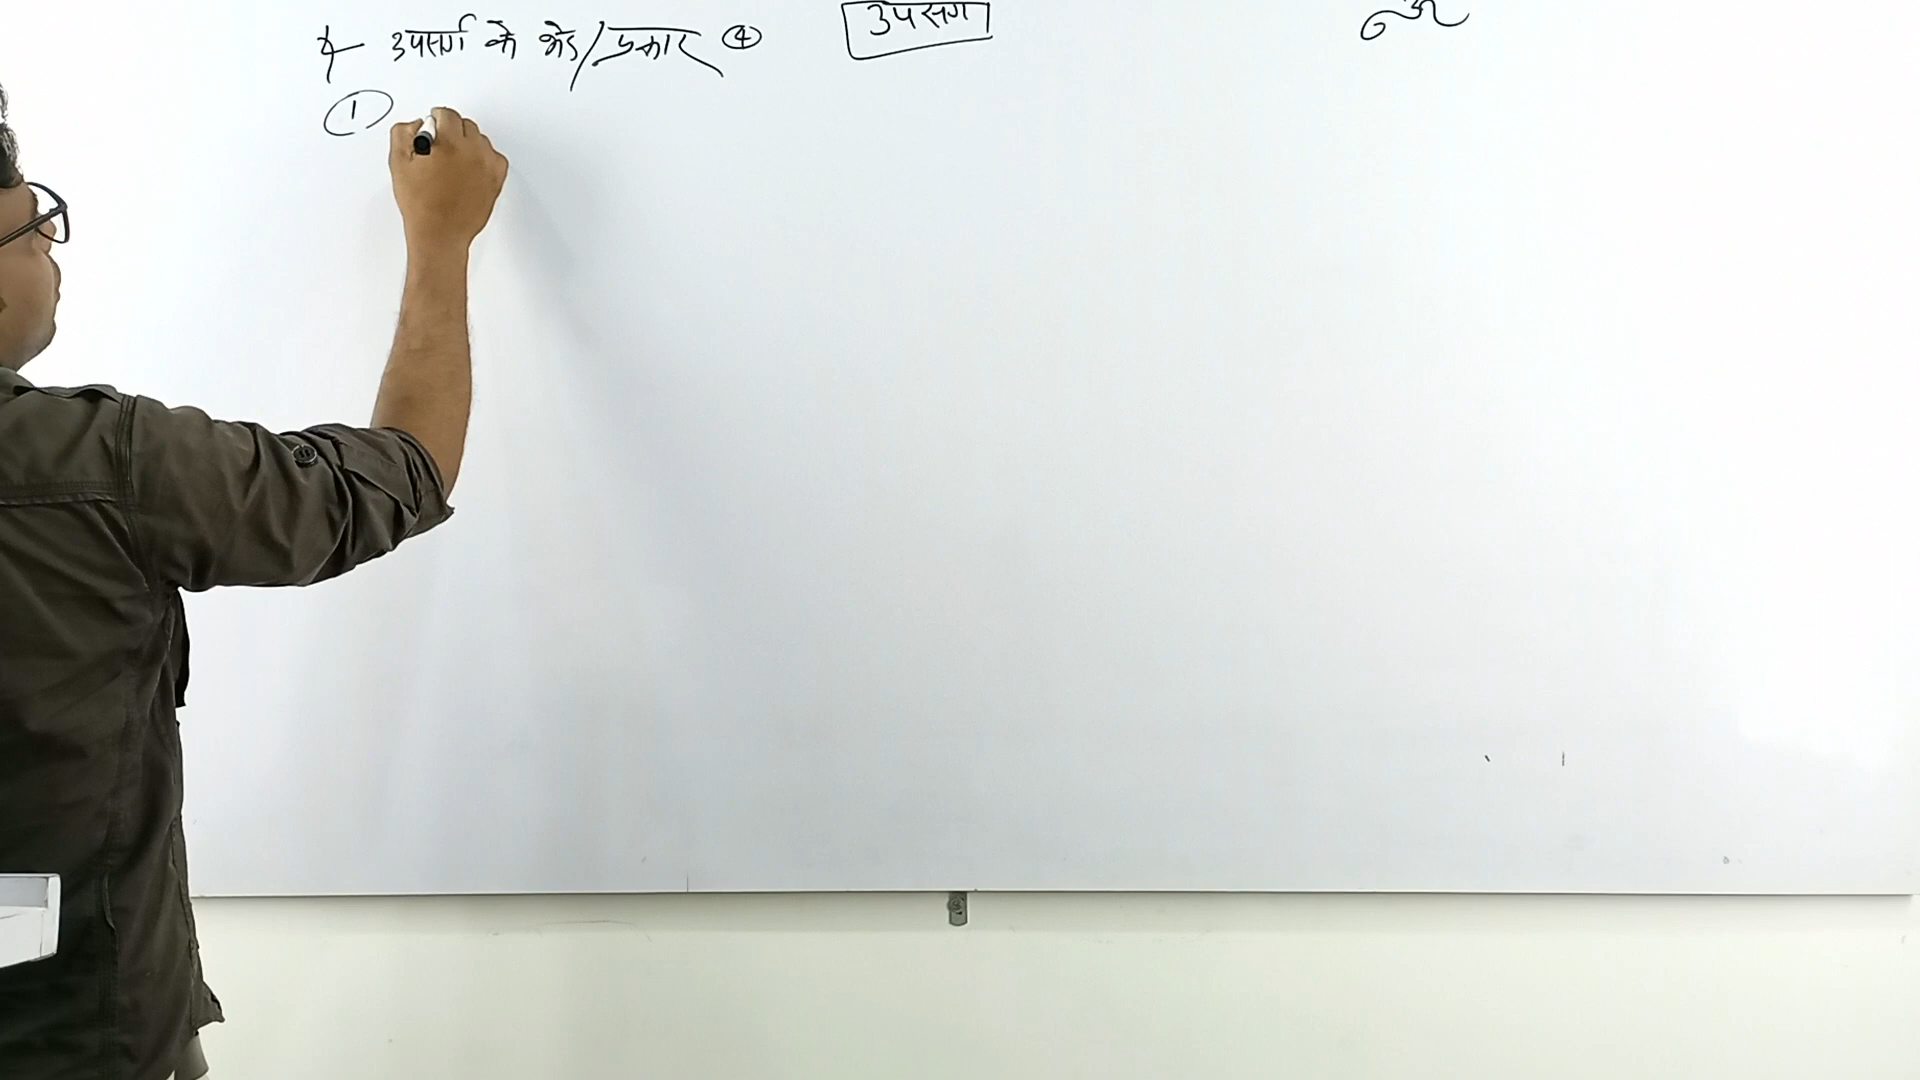 उपसर्ग
* उपसर्ग के भेद/प्रकार ④
①